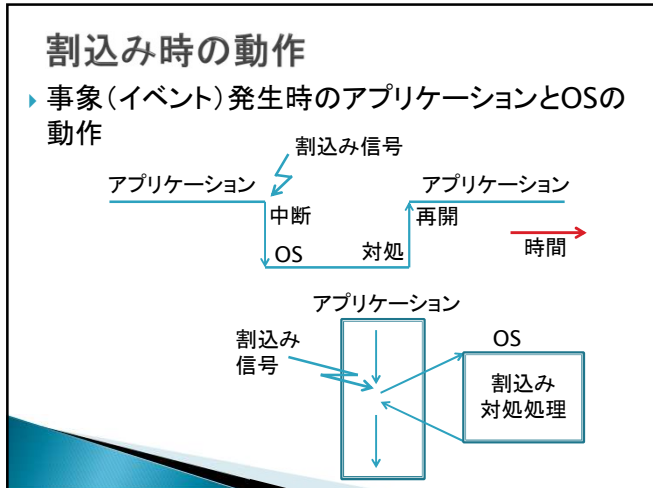 割込み時の動作
事象(イベント)発生時のアプリケーションとOSの
動作
割込み信号
アプリケーション
アプリケーション
中断
再開
OS
対処
時間
アプリケーション
割込み
信号
OS
割込み
対処処理